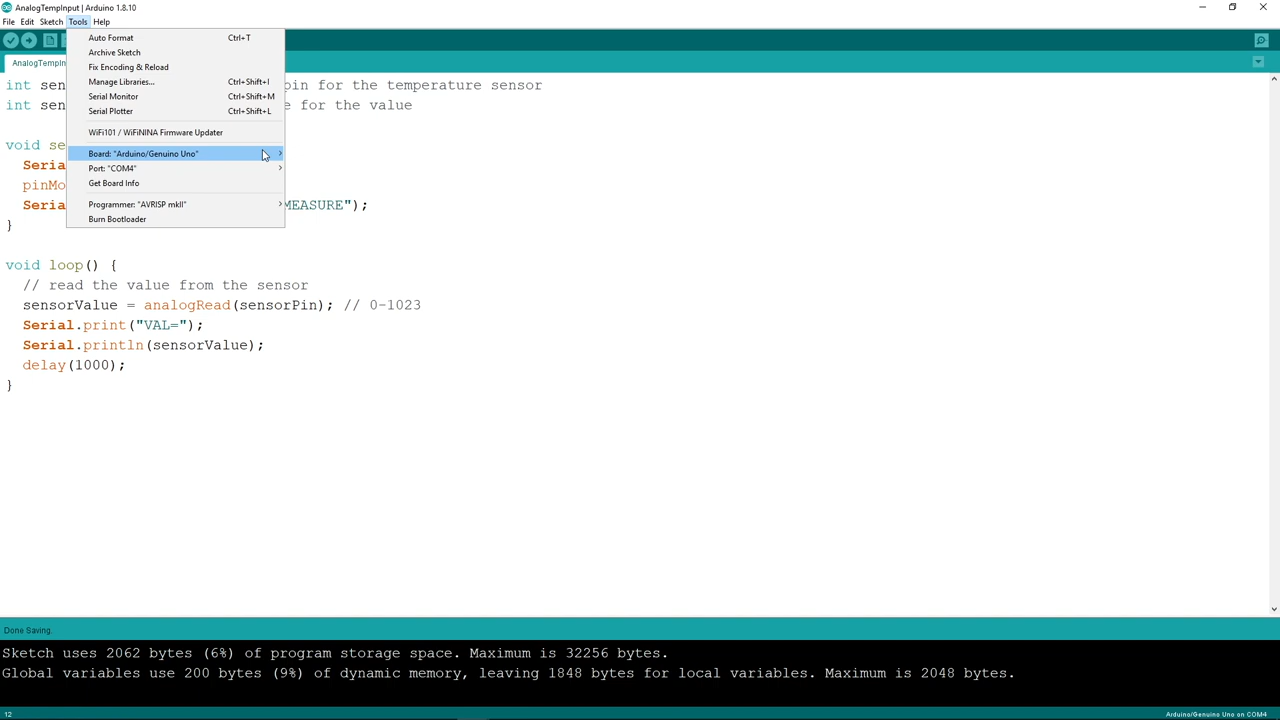 AnalogTempInput | Arduino 1.8.10
File Edit Sketch Tools Help
AnalogTempIn
Auto Format Ctrl+T
Archive Sketch
Fix Encoding & Reload
Manage Libraries... Ctrl+Shift+I
Serial Monitor Ctrl+Shift+M
Serial Plotter Ctrl+Shift+L
WiFi101 / WiFiNINA Firmware Updater
Board: "Arduino/Genuino Uno"
Port: "COM4"
Get Board Info
Programmer: "AVRISP mkII"
Burn Bootloader
int sen pin for the temperature sensor
int sen e for the value
void se
Seria
pinMo
Seria MEASURE");
}
void loop() {
// read the value from the sensor
sensorValue = analogRead(sensorPin); // 0-1023
Serial.print("VAL=");
Serial.println(sensorValue);
delay(1000);
}
Done Saving.
Sketch uses 2062 bytes (6%) of program storage space. Maximum is 32256 bytes.
Global variables use 200 bytes (9%) of dynamic memory, leaving 1848 bytes for local variables. Maximum is 2048 bytes.
12 Arduino/Genuino Uno on COM4